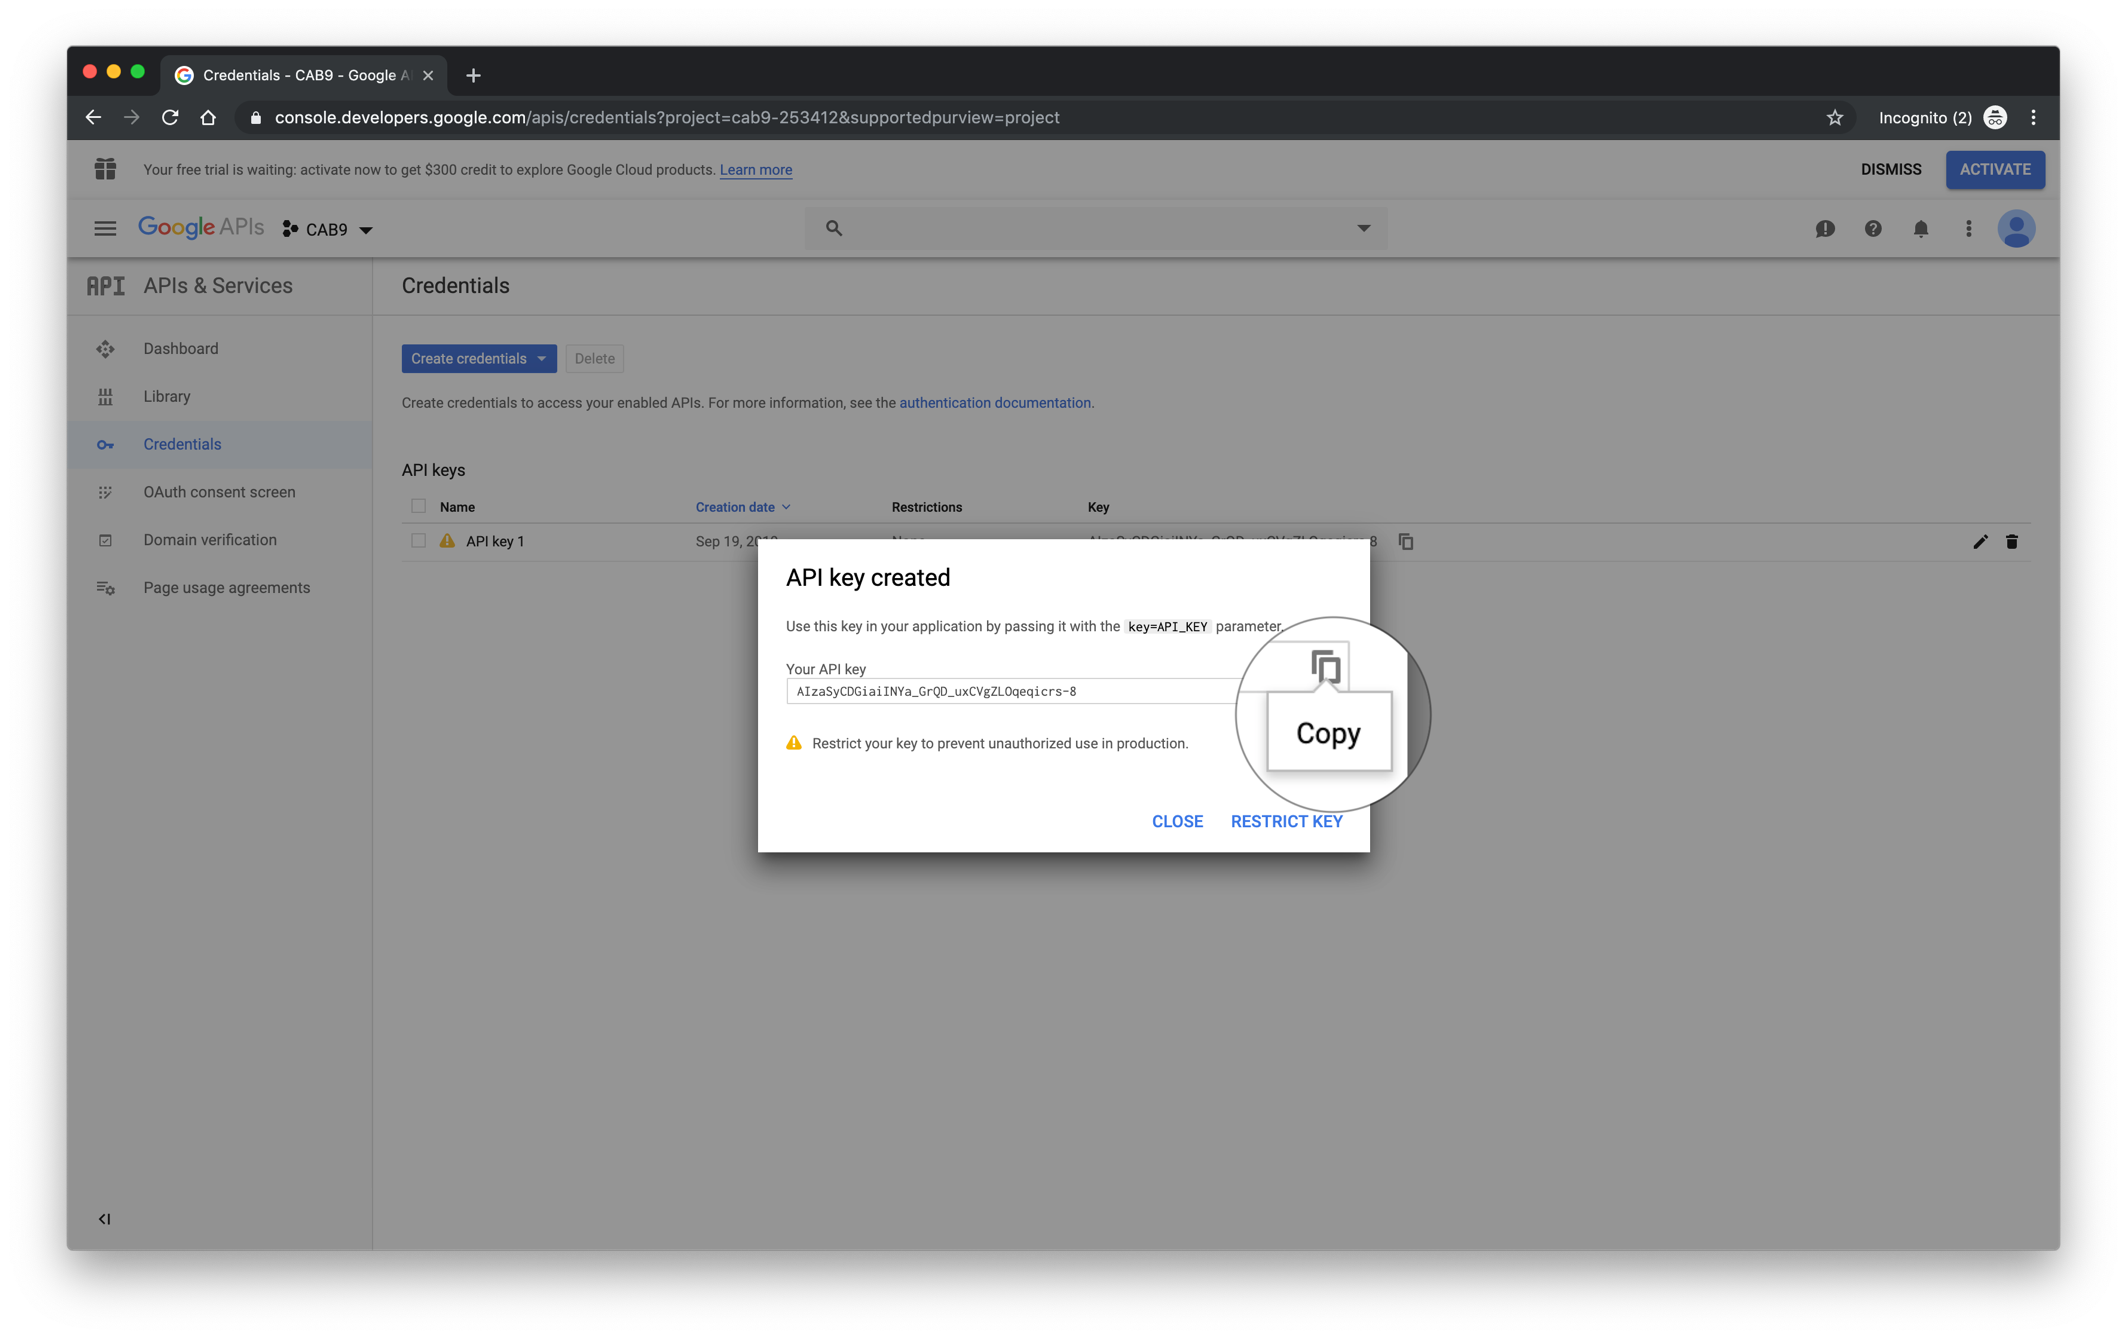 Credentials - CAB9 - Google A
console.developers.google.com/apis/credentials?project=cab9-253412&supportedpurview=project
Incognito (2)
Your free trial is waiting: activate now to get $300 credit to explore Google Cloud products. Learn more
DISMISS
ACTIVATE
Google APIs
CAB9
API APIs & Services
Credentials
Dashboard
Library
Credentials
OAuth consent screen
Domain verification
Page usage agreements
Create credentials
Delete
Create credentials to access your enabled APIs. For more information, see the authentication documentation.
API keys
Name Creation date Restrictions Key
API key 1 Sep 19,
API key created
Use this key in your application by passing it with the key=API_KEY parameter.
Your API key
AIzaSyCDGiaiINYa_GrQD_uxCVgZLOqeqicrs-8
Copy
Restrict your key to prevent unauthorized use in production.
CLOSE
RESTRICT KEY